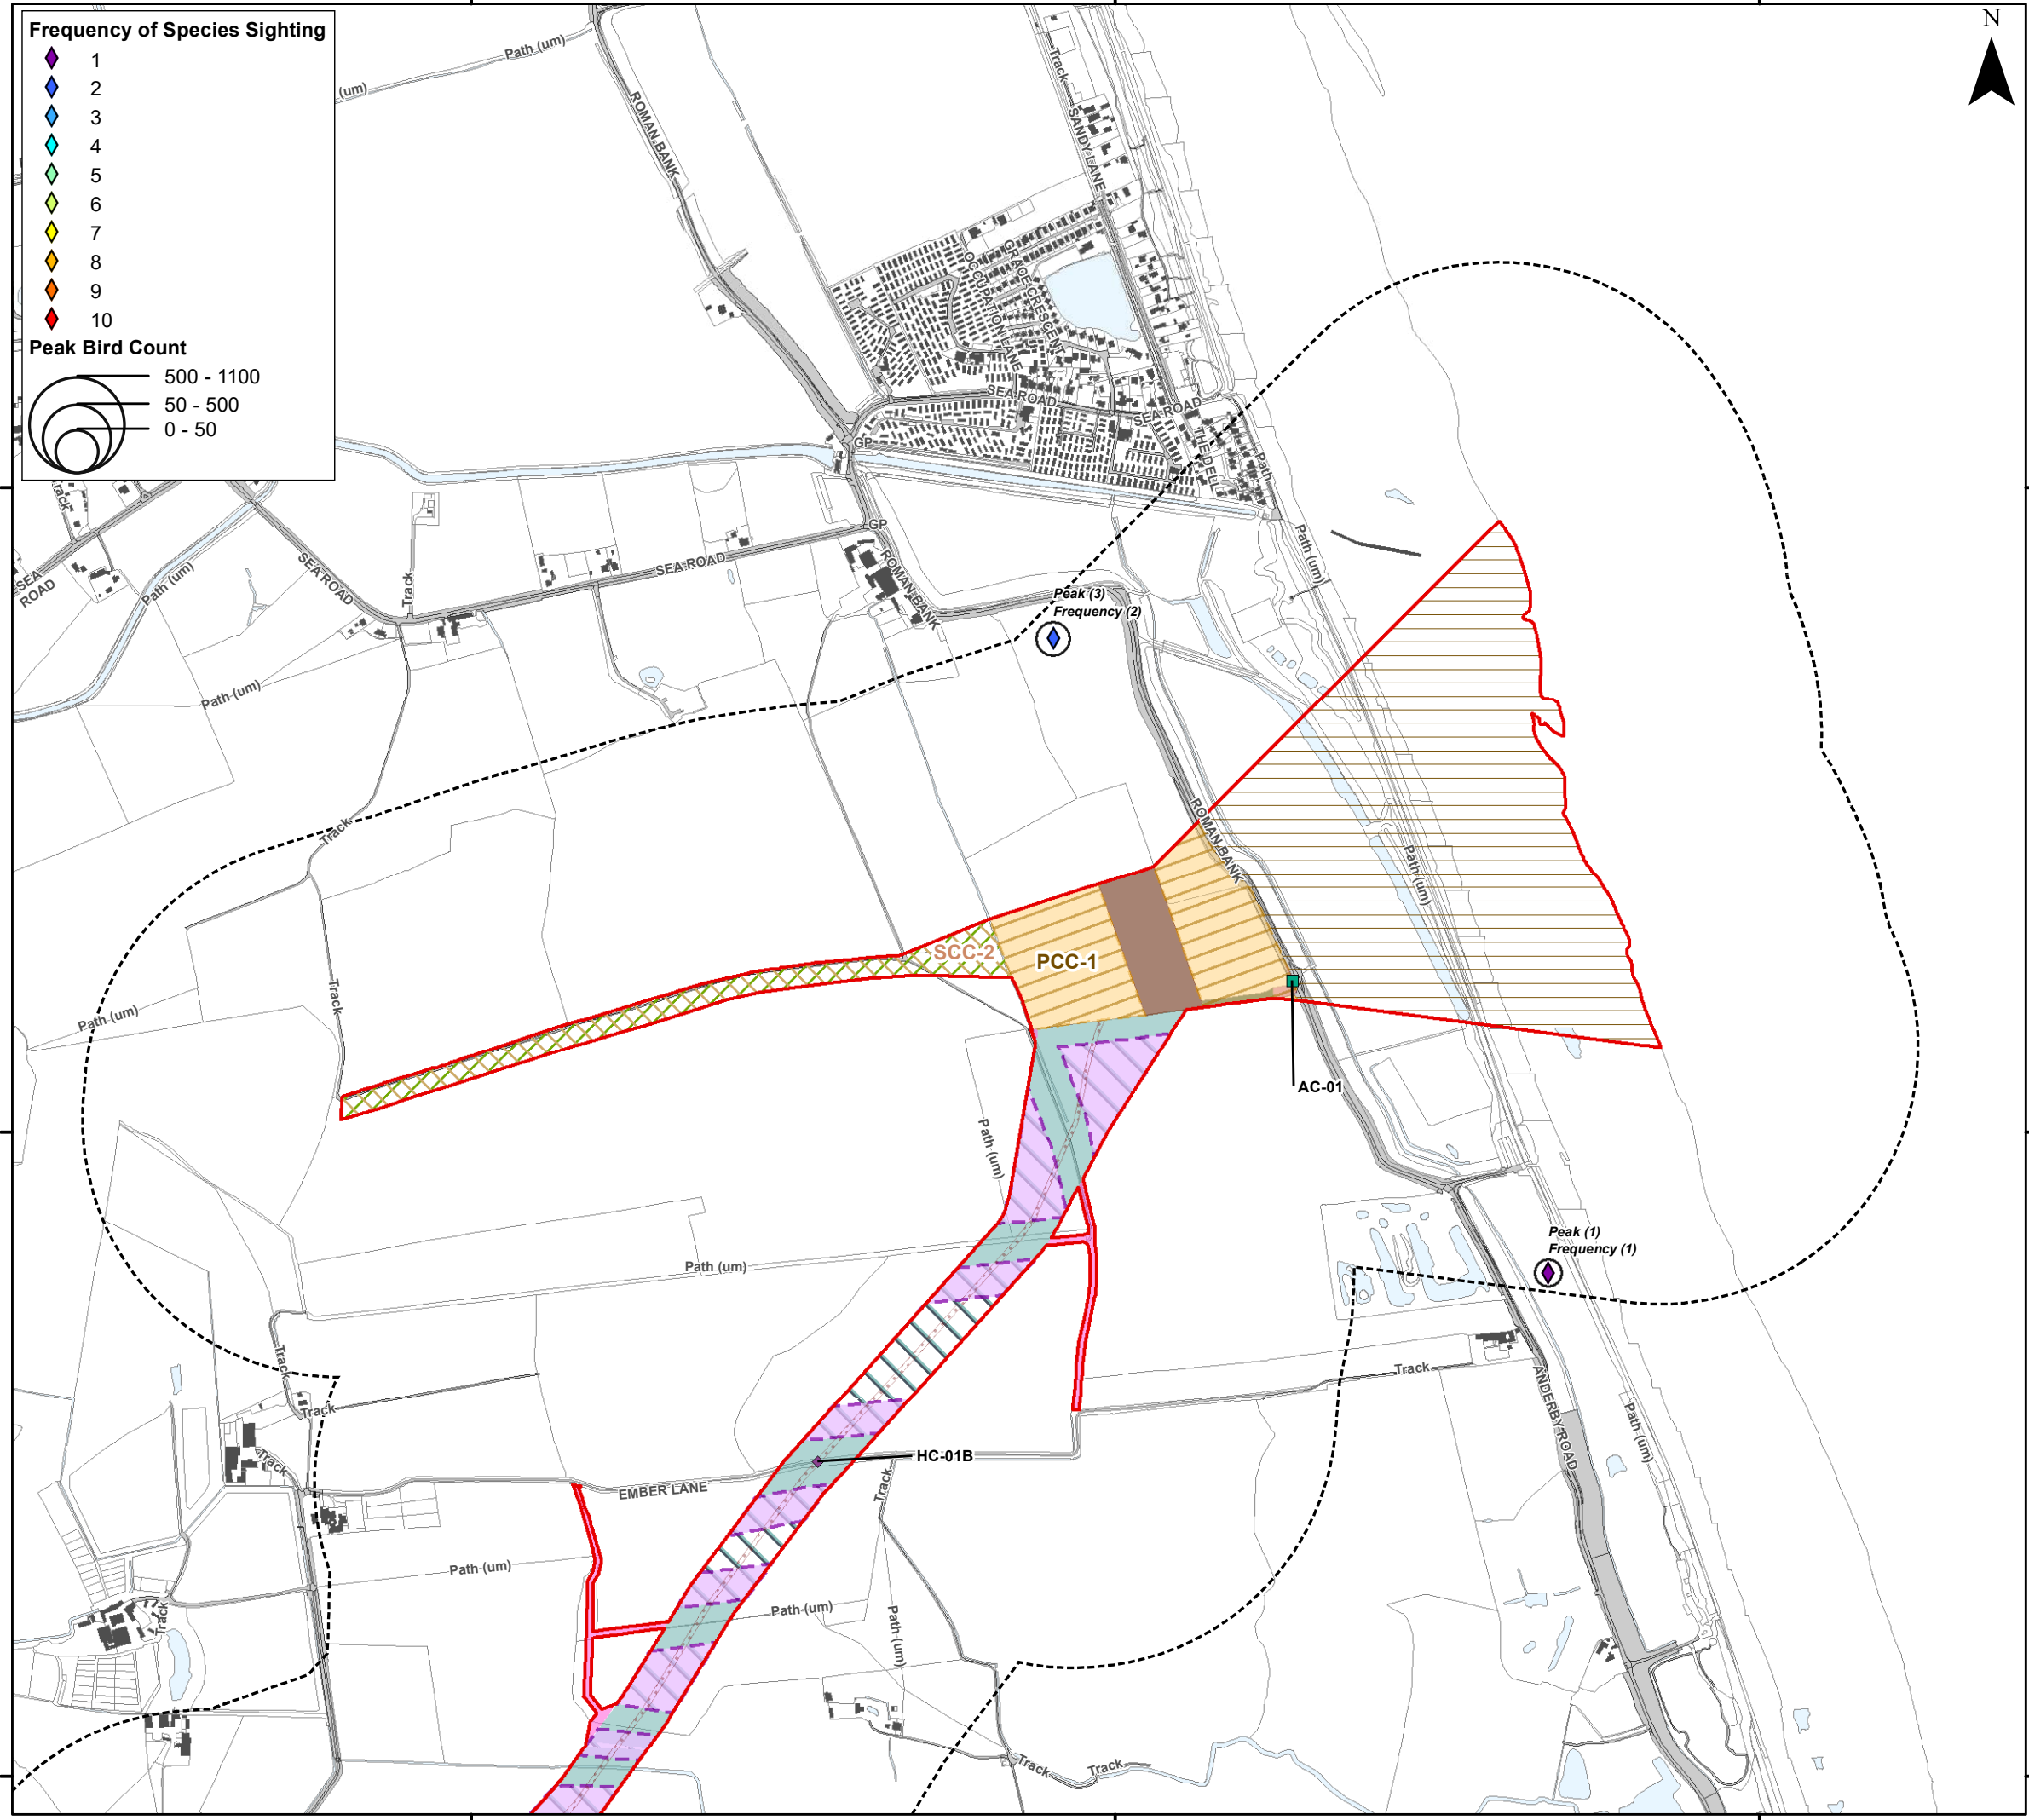 Frequency of Species Sighting
1
2
3
4
5
6
7
8
9
10
Peak Bird Count
500 - 1100
50 - 500
0 - 50
N
Path (um)
(um)
ROMAN BANK
Track
SANDY LANE
GRACE CRESCENT
OCCUPATION LANE
SEA ROAD
SEA ROAD
THE DELL
Path
GP
GP
Track
SEA ROAD
Path (um)
SEA ROAD
Track
SEA ROAD
ROMAN BANK
Path (um)
Peak (3)
Frequency (2)
Path (um)
Track
ROMAN BANK
Path (um)
SCC-2
PCC-1
Track
Path (um)
AC-01
Path (um)
Peak (1)
Frequency (1)
Path (um)
Track
Track
Track
ANDERBY ROAD
Path (um)
Track
HC-01B
EMBER LANE
Track
Path (um)
Path (um)
Path (um)
Track
Track
Track